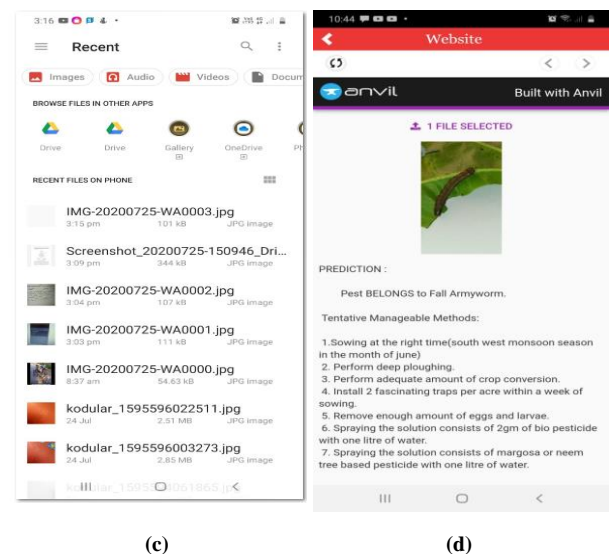 3:16
Recent
Images
Audio
Videos
Docum
BROWSE FILES IN OTHER APPS
Drive
Drive
Gallery
OneDrive
RECENT FILES ON PHONE
IMG-20200725-WA0003.jpg
3:15 pm 101 kB JPG image
Screenshot_20200725-150946_Dri...
3:09 pm 344 kB JPG image
IMG-20200725-WA0002.jpg
3:04 pm 107 kB JPG image
IMG-20200725-WA0001.jpg
3:03 pm 111 kB JPG image
IMG-20200725-WA0000.jpg
8:37 am 54.63 kB JPG image
kodular_1595596022511.jpg
24 Jul 2.51 MB JPG image
kodular_1595596003273.jpg
24 Jul 2.85 MB JPG image
(c)
10:44
Website
anvil
Built with Anvil
1 FILE SELECTED
PREDICTION :
Pest BELONGS to Fall Armyworm.
Tentative Manageable Methods:
1.Sowing at the right time(south west monsoon season
in the month of june)
2. Perform deep ploughing.
3. Perform adequate amount of crop conversion.
4. Install 2 fascinating traps per acre within a week of
sowing.
5. Remove enough amount of eggs and larvae.
6. Spraying the solution consists of 2gm of bio pesticide
with one litre of water.
7. Spraying the solution consists of margosa or neem
tree based pesticide with one litre of water.
(d)